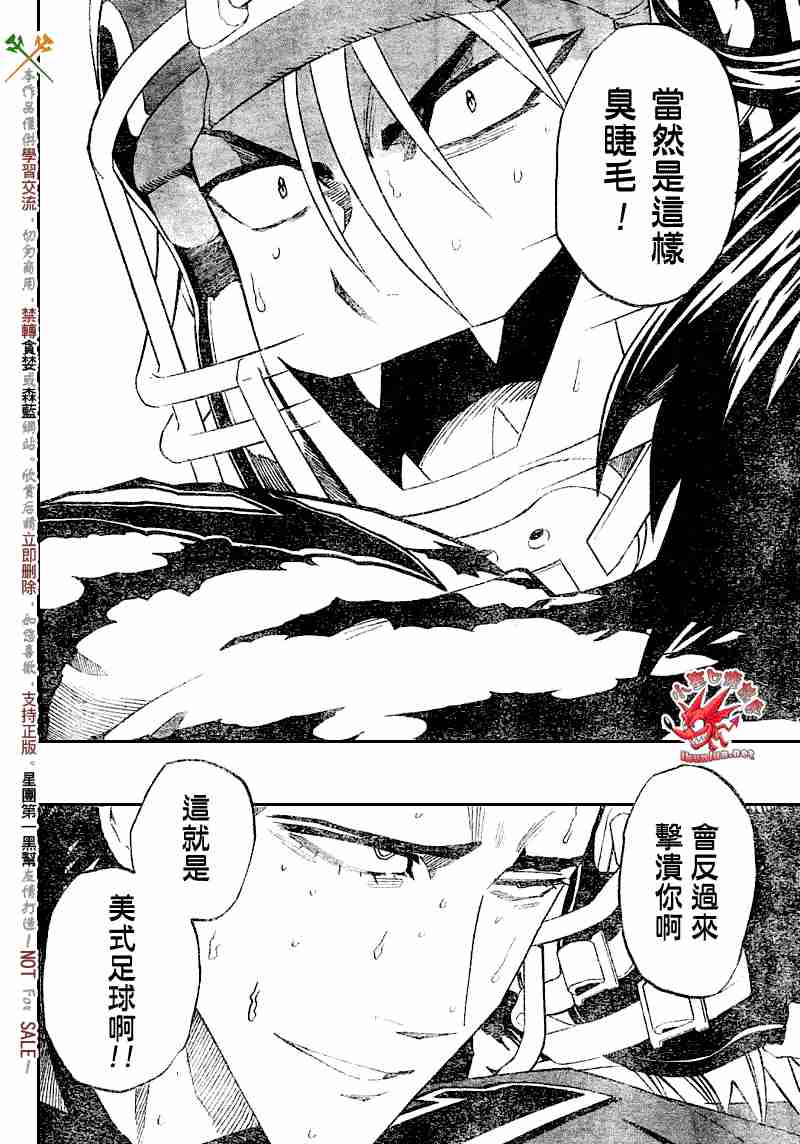 當然是這樣
臭睫毛！
會反過來
擊潰你啊
這就是
美式足球啊!!
本作品僅供學習交流，切勿商用，禁轉貪婪或森藍網站，欣賞后請立即刪除，如您喜歡，支持正版。星團第一黑幫友情打造！NOT For SALE！